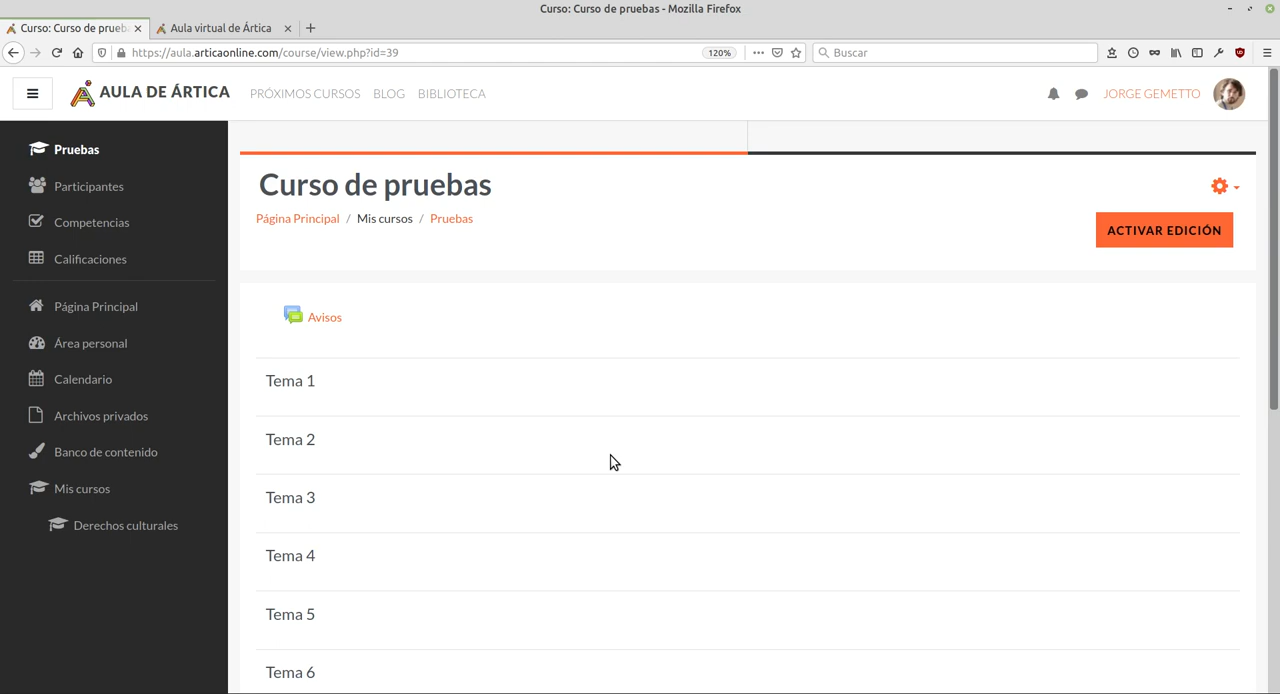 Curso: Curso de pruebas - Mozilla Firefox
Curso: Curso de prueb
Aula virtual de Ártica
https://aula.articaonline.com/course/view.php?id=39
120%
Buscar
AULA DE ÁRTICA
PRÓXIMOS CURSOS
BLOG
BIBLIOTECA
JORGE GEMETTO
Pruebas
Participantes
Competencias
Calificaciones
Página Principal
Área personal
Calendario
Archivos privados
Banco de contenido
Mis cursos
Derechos culturales
Curso de pruebas
Página Principal / Mis cursos / Pruebas
ACTIVAR EDICIÓN
Avisos
Tema 1
Tema 2
Tema 3
Tema 4
Tema 5
Tema 6